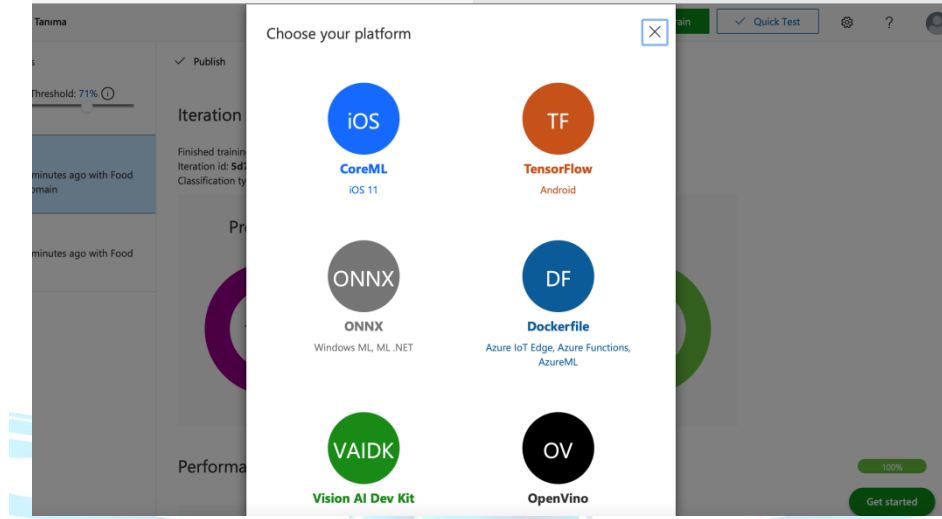 Tanima
Choose your platform
ain
Quick Test
?
s
Publish
Threshold: 71%
Iteration
Finished trainin
Iteration id: 5d7
Classification ty
minutes ago with Food
omain
minutes ago with Food
Pr
iOS
CoreML
iOS 11
TF
TensorFlow
Android
ONNX
ONNX
Windows ML, ML .NET
DF
Dockerfile
Azure IoT Edge, Azure Functions,
AzureML
VAIDK
Vision AI Dev Kit
OV
OpenVino
Performa
100%
Get started